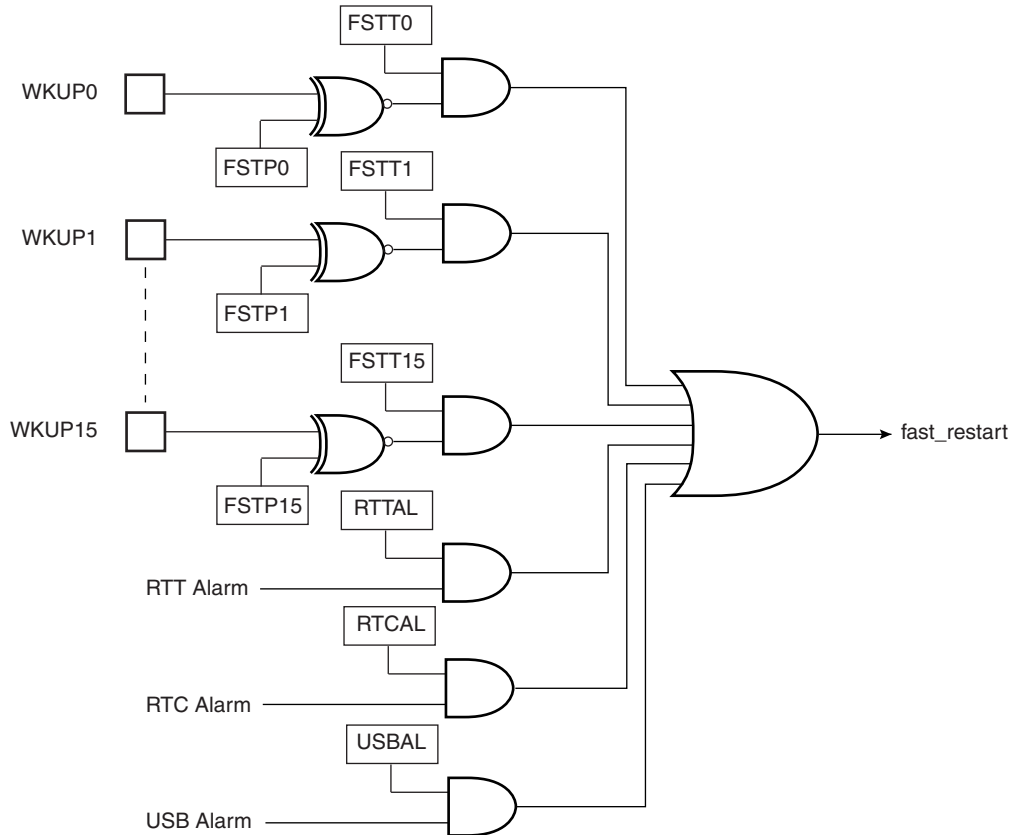 FSTT0
WKUP0
FSTP0
FSTT1
WKUP1
FSTP1
FSTT15
WKUP15
fast_restart
FSTP15
RTTAL
RTT Alarm
RTCAL
RTC Alarm
USBAL
USB Alarm